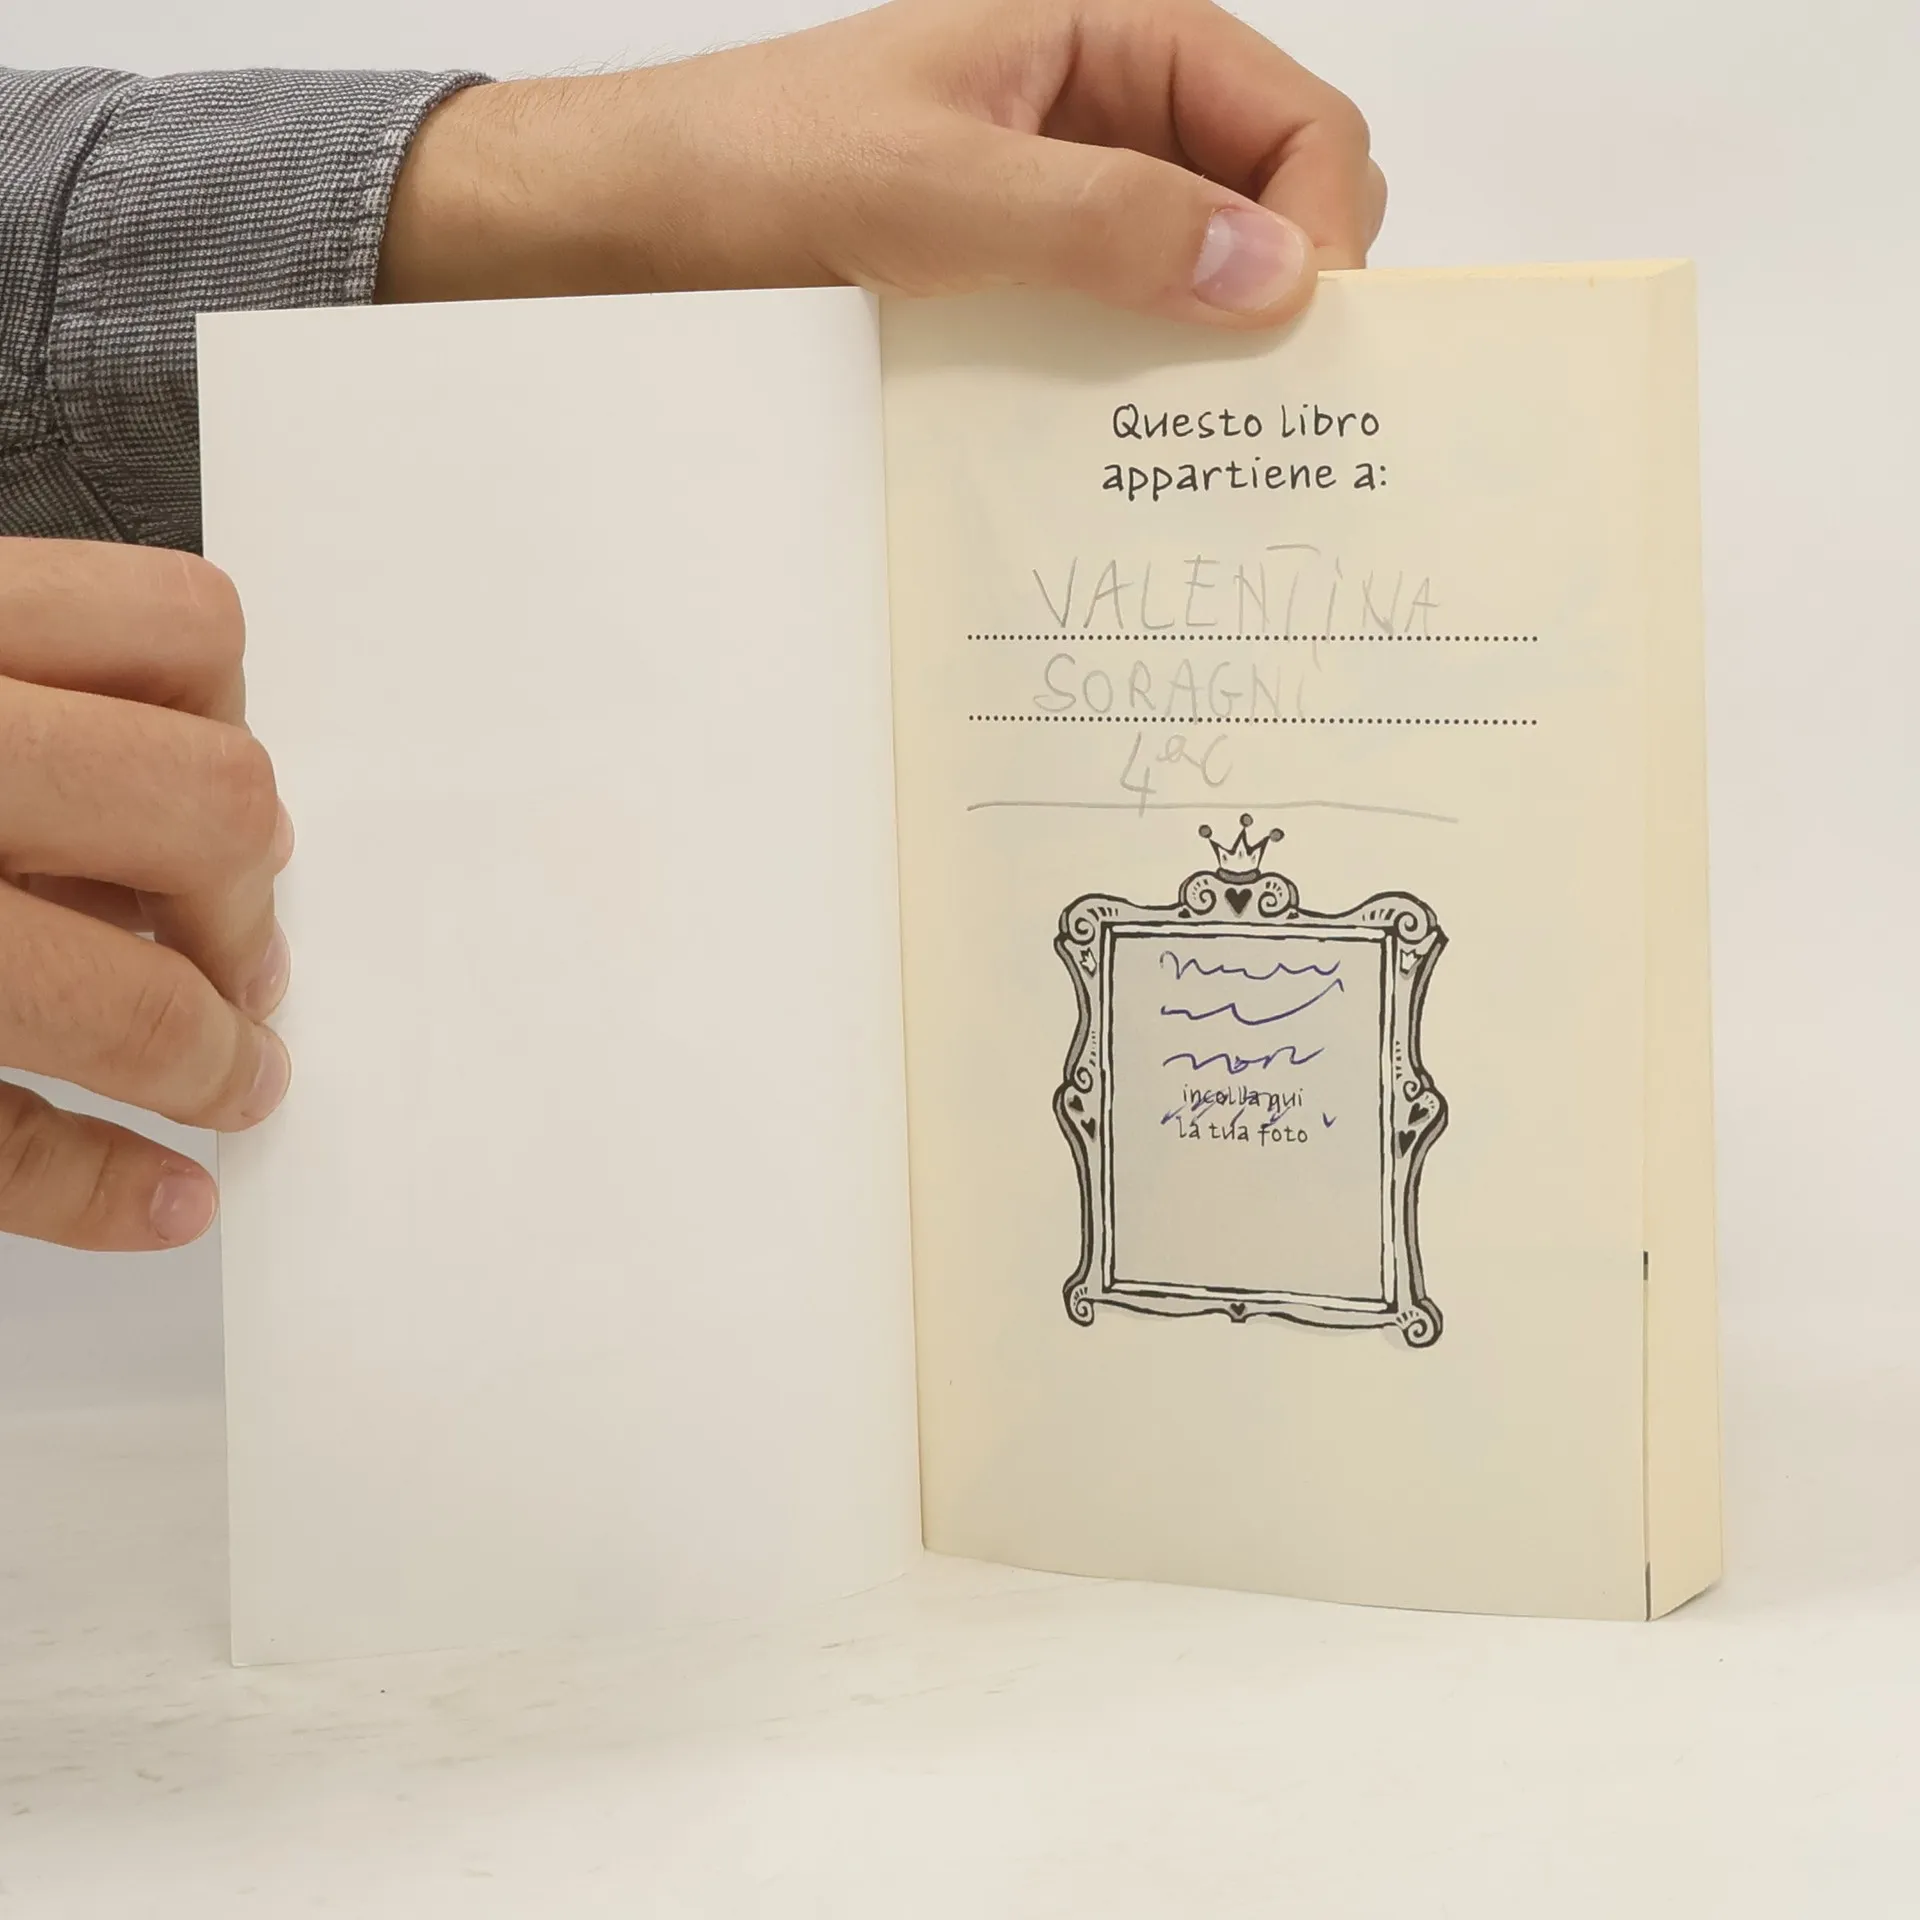 Questo libro
appartiene a:
VALENTINA
SORAGNI
4ªC
incolla qui
la tua foto